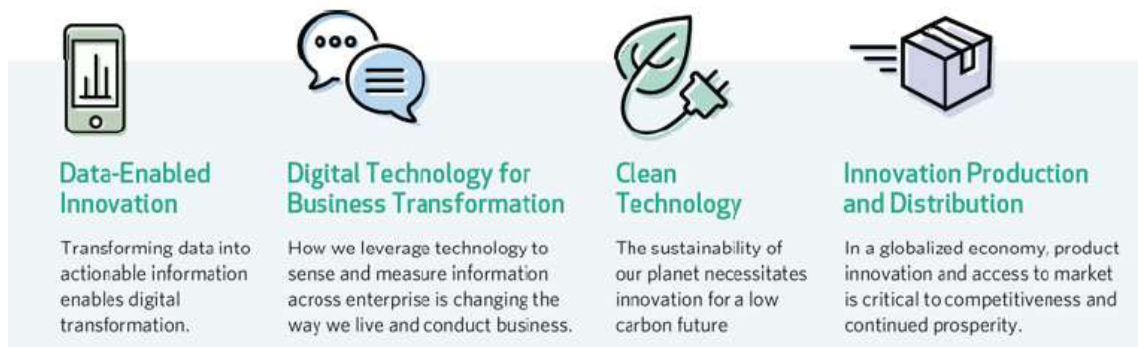 Data-Enabled
Innovation
Transforming data into
actionable information
enables digital
transformation.
Digital Technology for
Business Transformation
How we leverage technology to
sense and measure information
across enterprise is changing the
way we live and conduct business.
Clean
Technology
The sustainability of
our planet necessitates
innovation for a low
carbon future
Innovation Production
and Distribution
In a globalized economy, product
innovation and access to market
is critical to competitiveness and
continued prosperity.